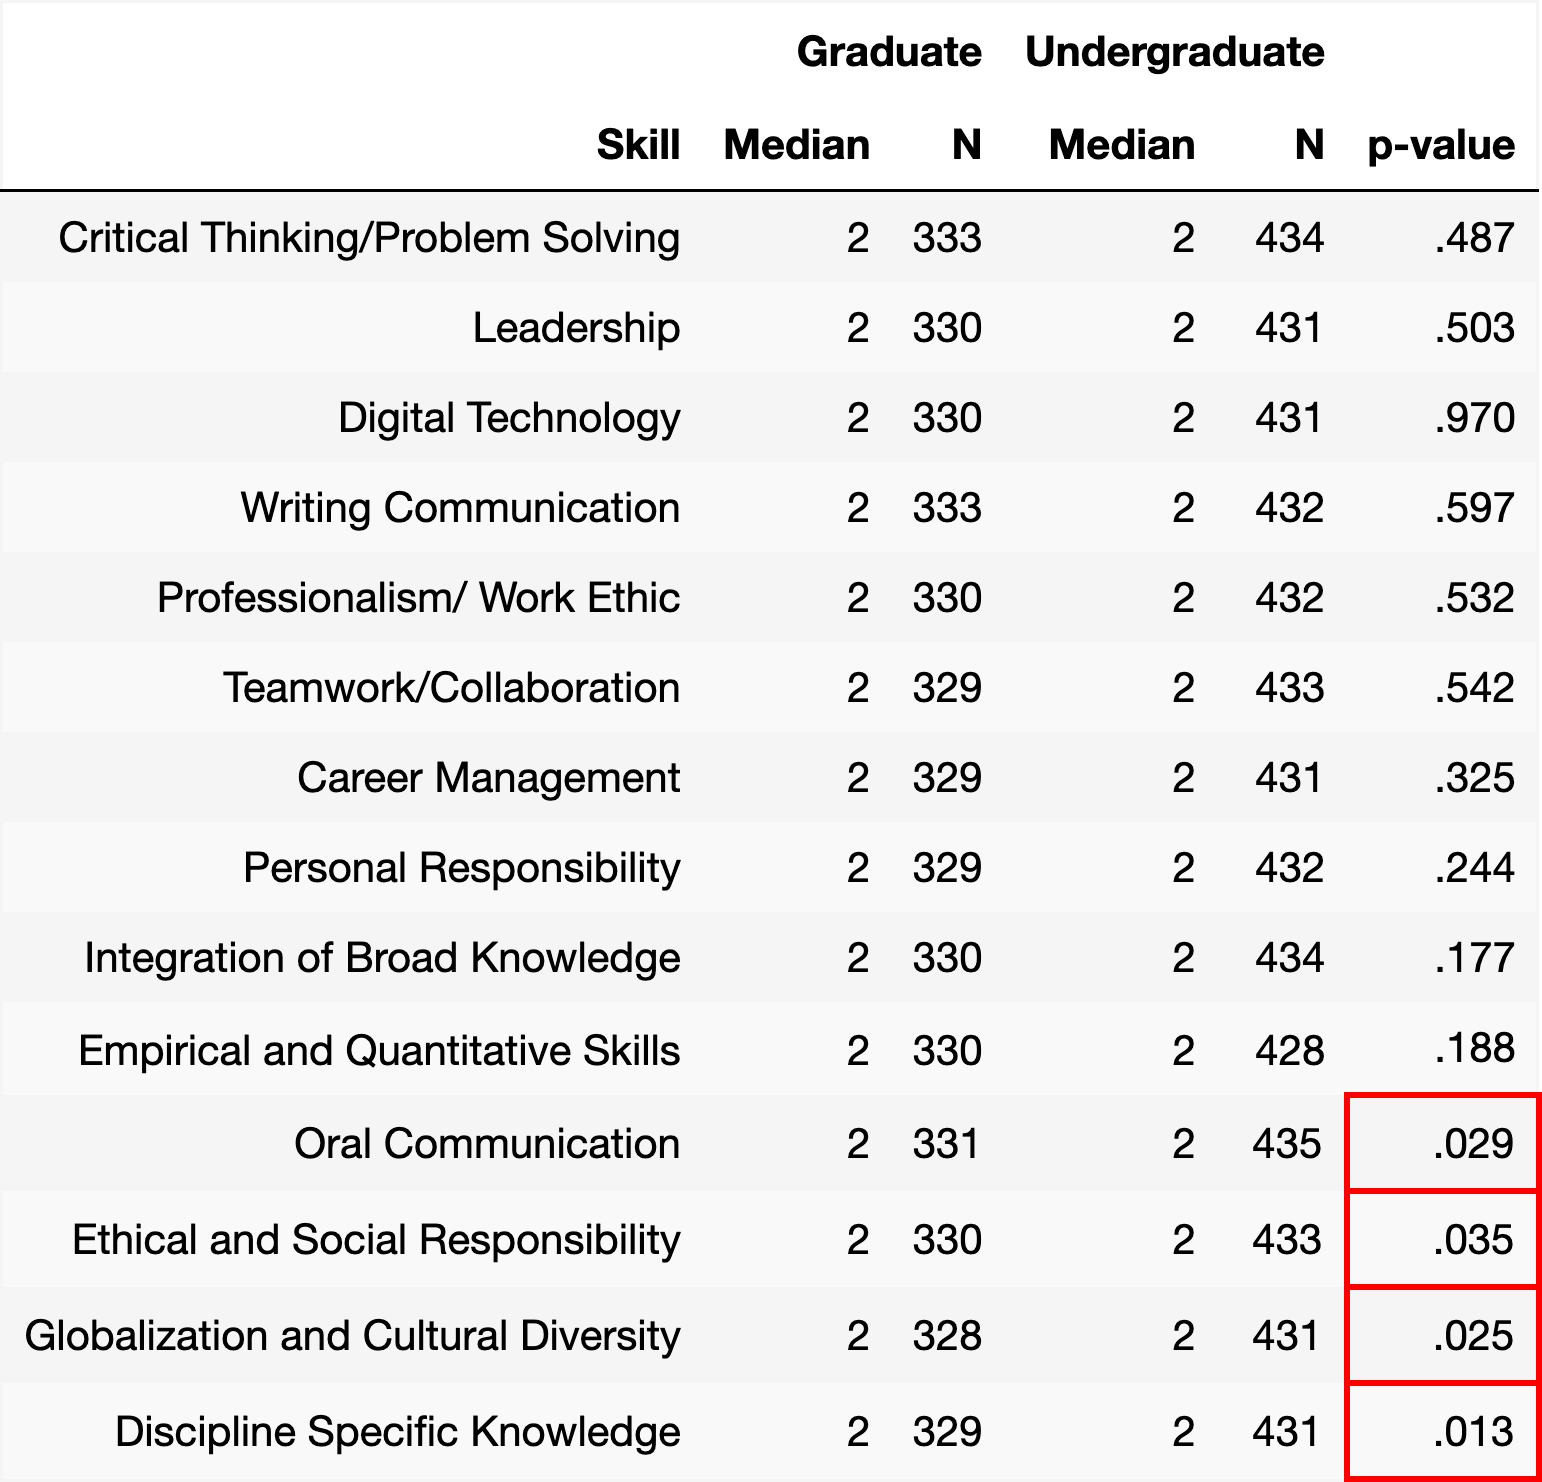 Graduate Undergraduate
Skill Median N Median N p-value
Critical Thinking/Problem Solving 2 333 2 434 .487
Leadership 2 330 2 431 .503
Digital Technology 2 330 2 431 .970
Writing Communication 2 333 2 432 .597
Professionalism/ Work Ethic 2 330 2 432 .532
Teamwork/Collaboration 2 329 2 433 .542
Career Management 2 329 2 431 .325
Personal Responsibility 2 329 2 432 .244
Integration of Broad Knowledge 2 330 2 434 .177
Empirical and Quantitative Skills 2 330 2 428 .188
Oral Communication 2 331 2 435 .029
Ethical and Social Responsibility 2 330 2 433 .035
Globalization and Cultural Diversity 2 328 2 431 .025
Discipline Specific Knowledge 2 329 2 431 .013